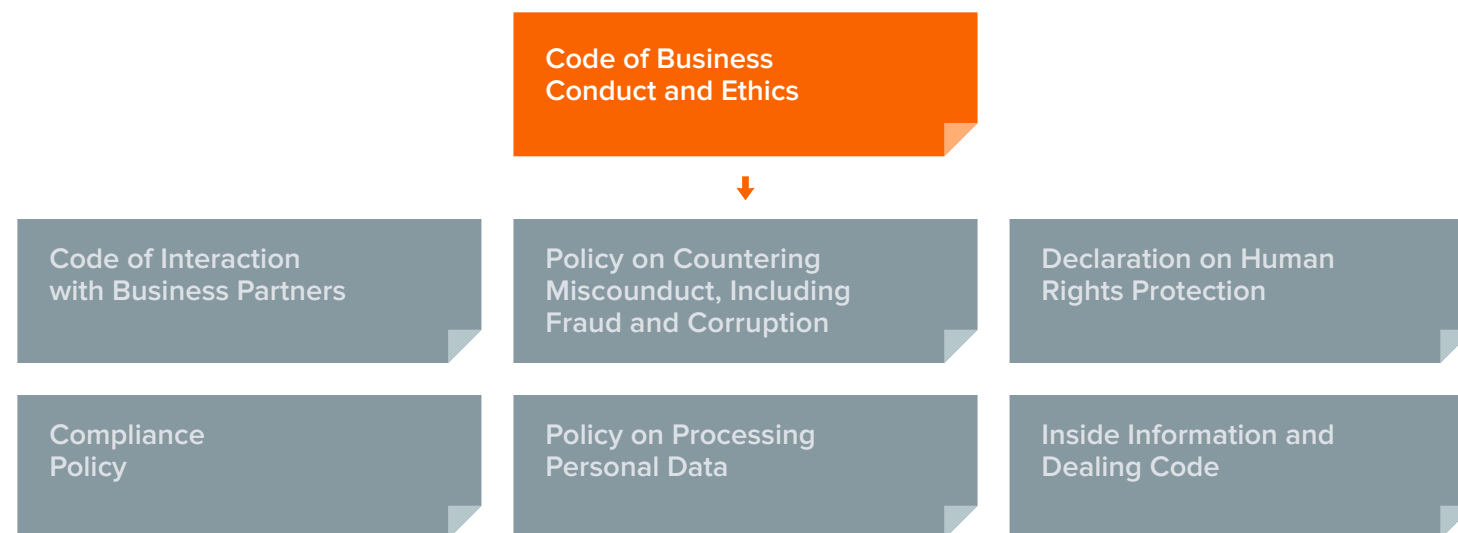 Code of Business
Conduct and Ethics
Code of Interaction
with Business Partners
Policy on Countering
Miscounduct, Including
Fraud and Corruption
Declaration on Human
Rights Protection
Compliance
Policy
Policy on Processing
Personal Data
Inside Information and
Dealing Code